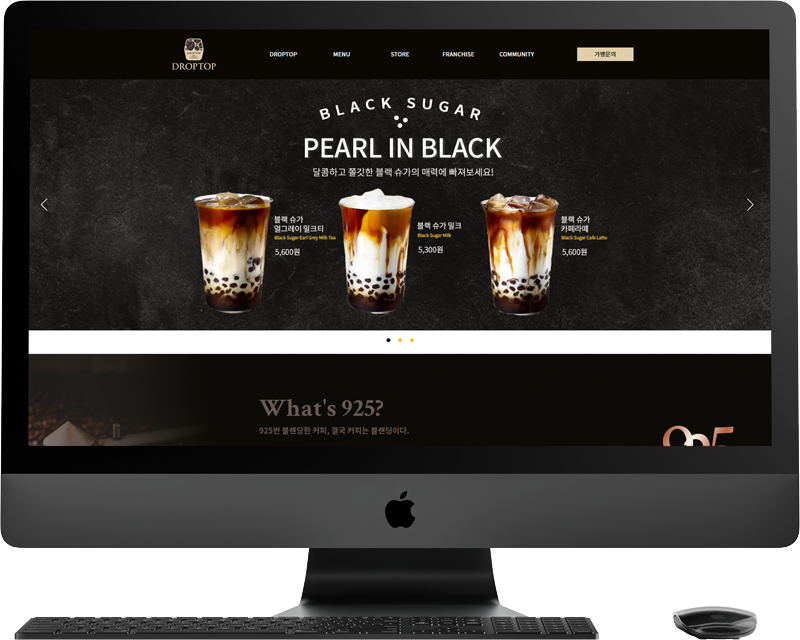 DROPTOP
DROPTOP MENU STORE FRANCHISE COMMUNITY 가맹문의
BLACK SUGAR
PEARL IN BLACK
달콤하고 쫄깃한 블랙 슈가의 매력에 빠져보세요!
블랙 슈가
얼그레이 밀크티
Black Sugar Earl Grey Milk Tea
5,600원
블랙 슈가 밀크
Black Sugar Milk
5,300원
블랙 슈가
카페라떼
Black Sugar Cafe Latte
5,600원
What's 925?
925번 블렌딩한 커피, 결국 커피는 블렌딩이다.
925